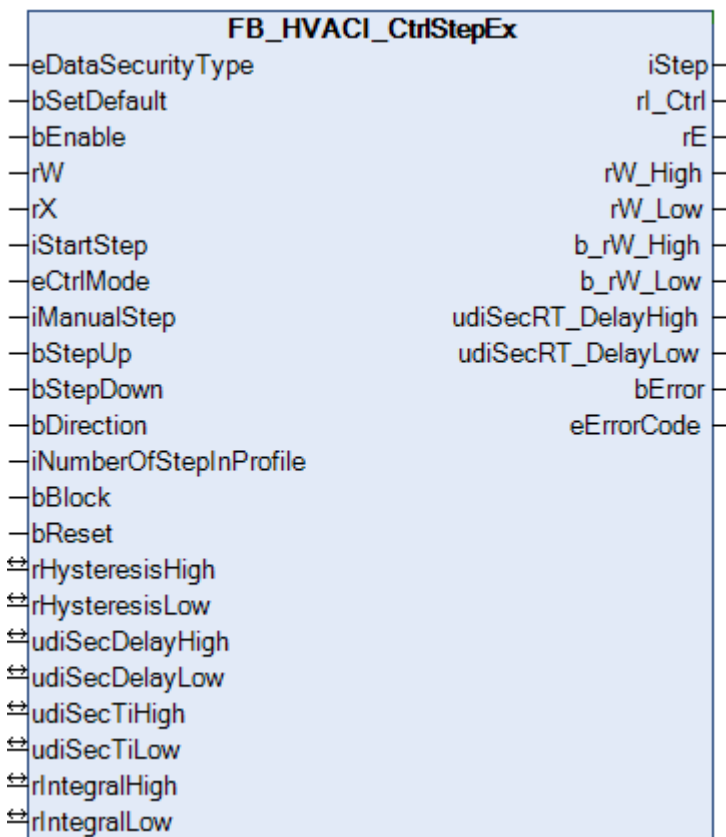 FB_HVACI_CtrlStepEx
eDataSecurityType iStep
bSetDefault rI_Ctrl
bEnable rE
rW rW_High
rX rW_Low
iStartStep b_rW_High
eCtrlMode b_rW_Low
iManualStep udiSecRT_DelayHigh
bStepUp udiSecRT_DelayLow
bStepDown bError
bDirection eErrorCode
iNumberOfStepInProfile
bBlock
bReset
rHysteresisHigh
rHysteresisLow
udiSecDelayHigh
udiSecDelayLow
udiSecTiHigh
udiSecTiLow
rIntegralHigh
rIntegralLow